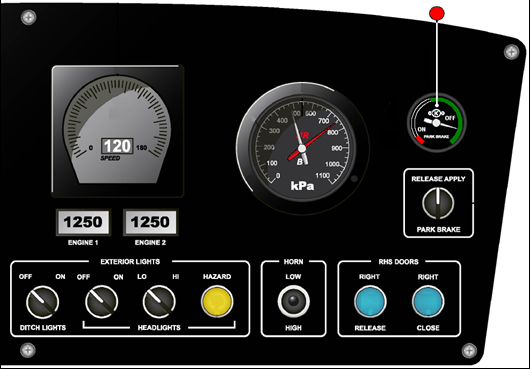 120
0 SPEED 180
1250 1250
ENGINE 1 ENGINE 2
0 100 200 300 400 500 600 700 800 900 1000 1100
MR
B
kPa
OFF
ON
PARK BRAKE
RELEASE APPLY
PARK BRAKE
EXTERIOR LIGHTS
OFF ON OFF ON LO HI HAZARD
DITCH LIGHTS HEADLIGHTS
HORN
LOW
HIGH
RHS DOORS
RIGHT RIGHT
RELEASE CLOSE